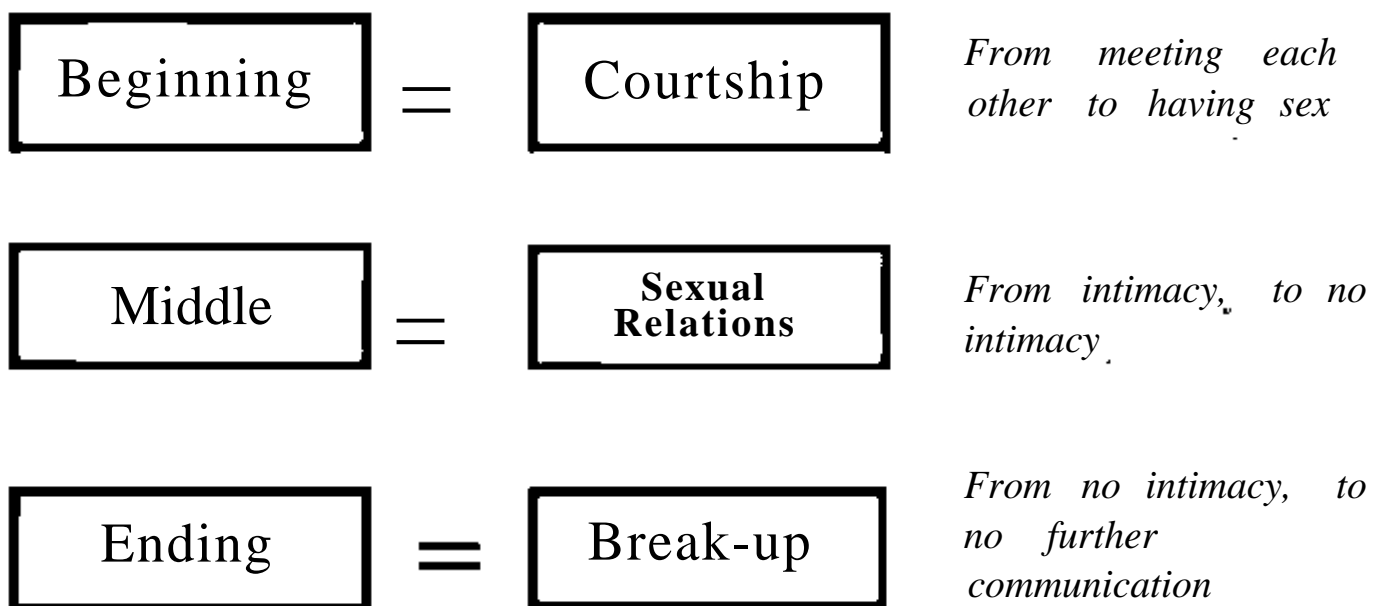 Beginning = Courtship
From meeting each
other to having sex
Middle = Sexual
Relations
From intimacy, to no
intimacy
Ending = Break-up
From no intimacy, to
no further
communication